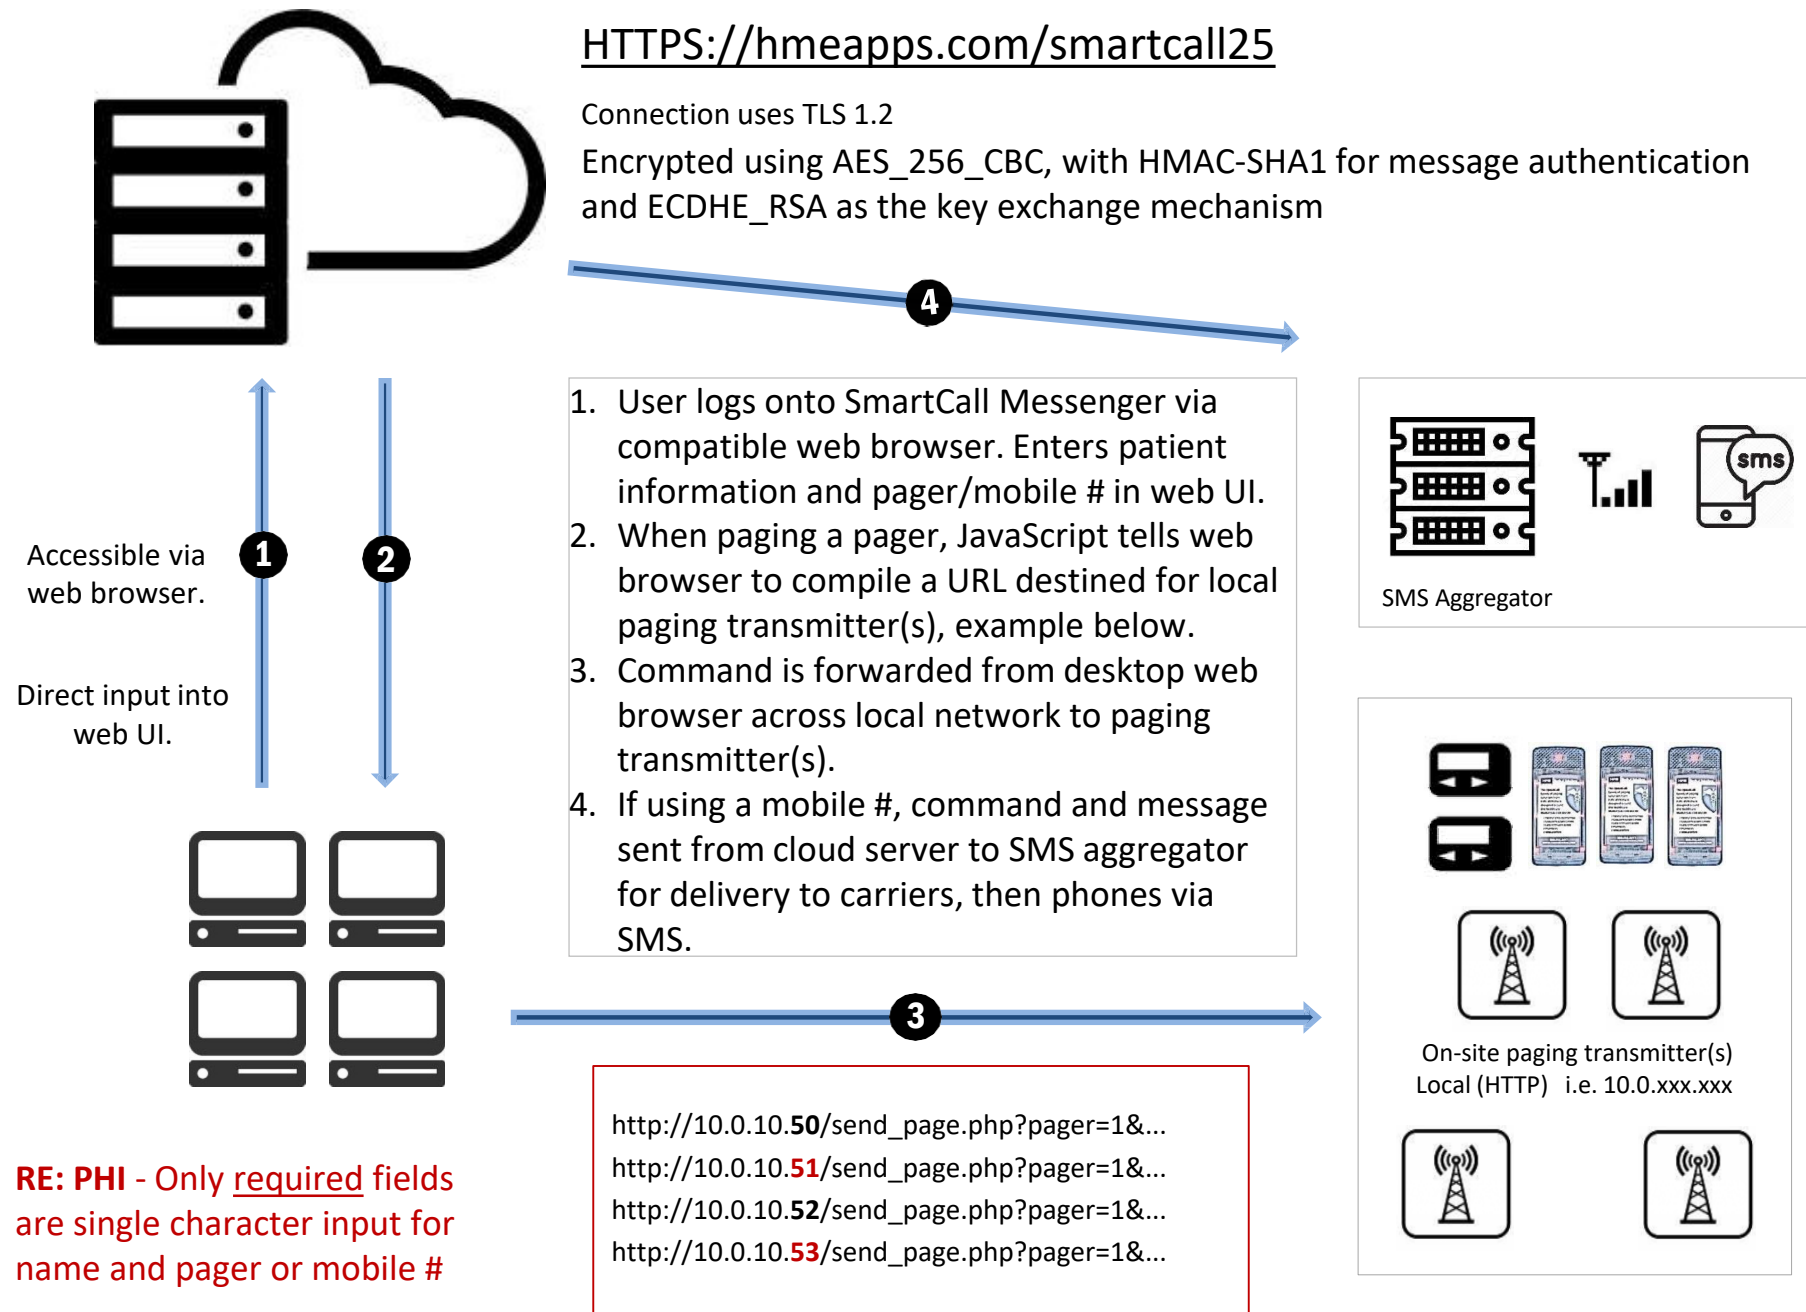 HTTPS://hmeapps.com/smartcall25
Connection uses TLS 1.2
Encrypted using AES_256_CBC, with HMAC-SHA1 for message authentication
and ECDHE_RSA as the key exchange mechanism
4
1. User logs onto SmartCall Messenger via
compatible web browser. Enters patient
information and pager/mobile # in web UI.
2. When paging a pager, JavaScript tells web
browser to compile a URL destined for local
paging transmitter(s), example below.
3. Command is forwarded from desktop web
browser across local network to paging
transmitter(s).
4. If using a mobile #, command and message
sent from cloud server to SMS aggregator
for delivery to carriers, then phones via
SMS.
sms
SMS Aggregator
Accessible via
web browser.
1
2
Direct input into
web UI.
3
On-site paging transmitter(s)
Local (HTTP) i.e. 10.0.xxx.xxx
http://10.0.10.50/send_page.php?pager=1&...
http://10.0.10.51/send_page.php?pager=1&...
http://10.0.10.52/send_page.php?pager=1&...
http://10.0.10.53/send_page.php?pager=1&...
RE: PHI - Only required fields
are single character input for
name and pager or mobile #